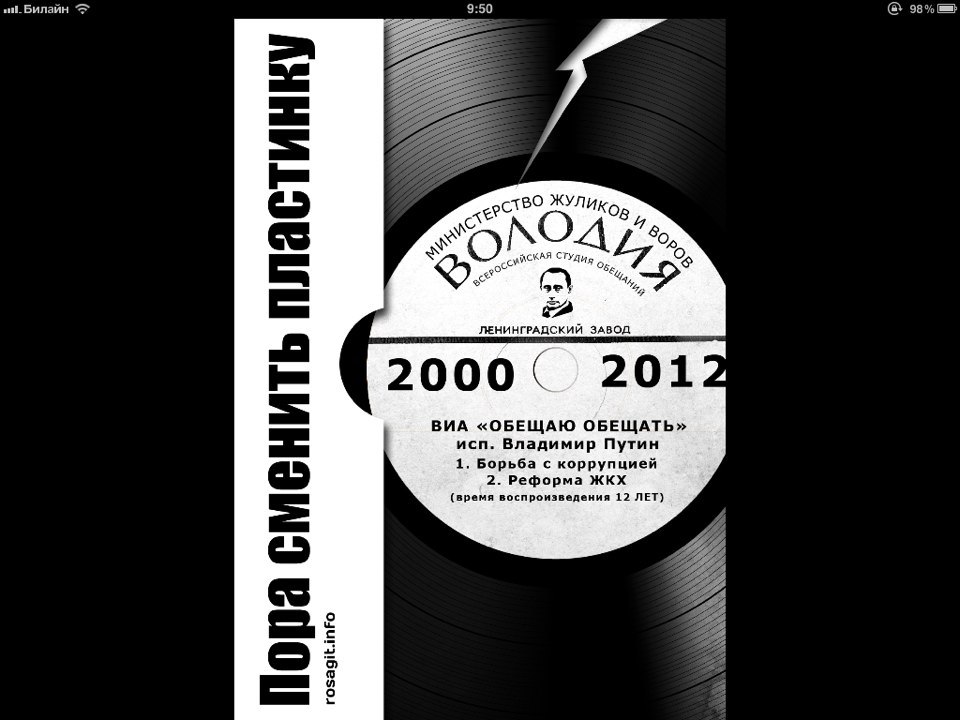 Билайн
9:50
98%
Пора сменить пластинку
rosagit.info
МИНИСТЕРСТВО ЖУЛИКОВ И ВОРОВ
ВОЛОДИЯ
ВСЕРОССИЙСКАЯ СТУДИЯ ОБЕЩАНИЙ
ЛЕНИНГРАДСКИЙ ЗАВОД
2000 2012
ВИА «ОБЕЩАЮ ОБЕЩАТЬ»
исп. Владимир Путин
1. Борьба с коррупцией
2. Реформа ЖКХ
(время воспроизведения 12 ЛЕТ)